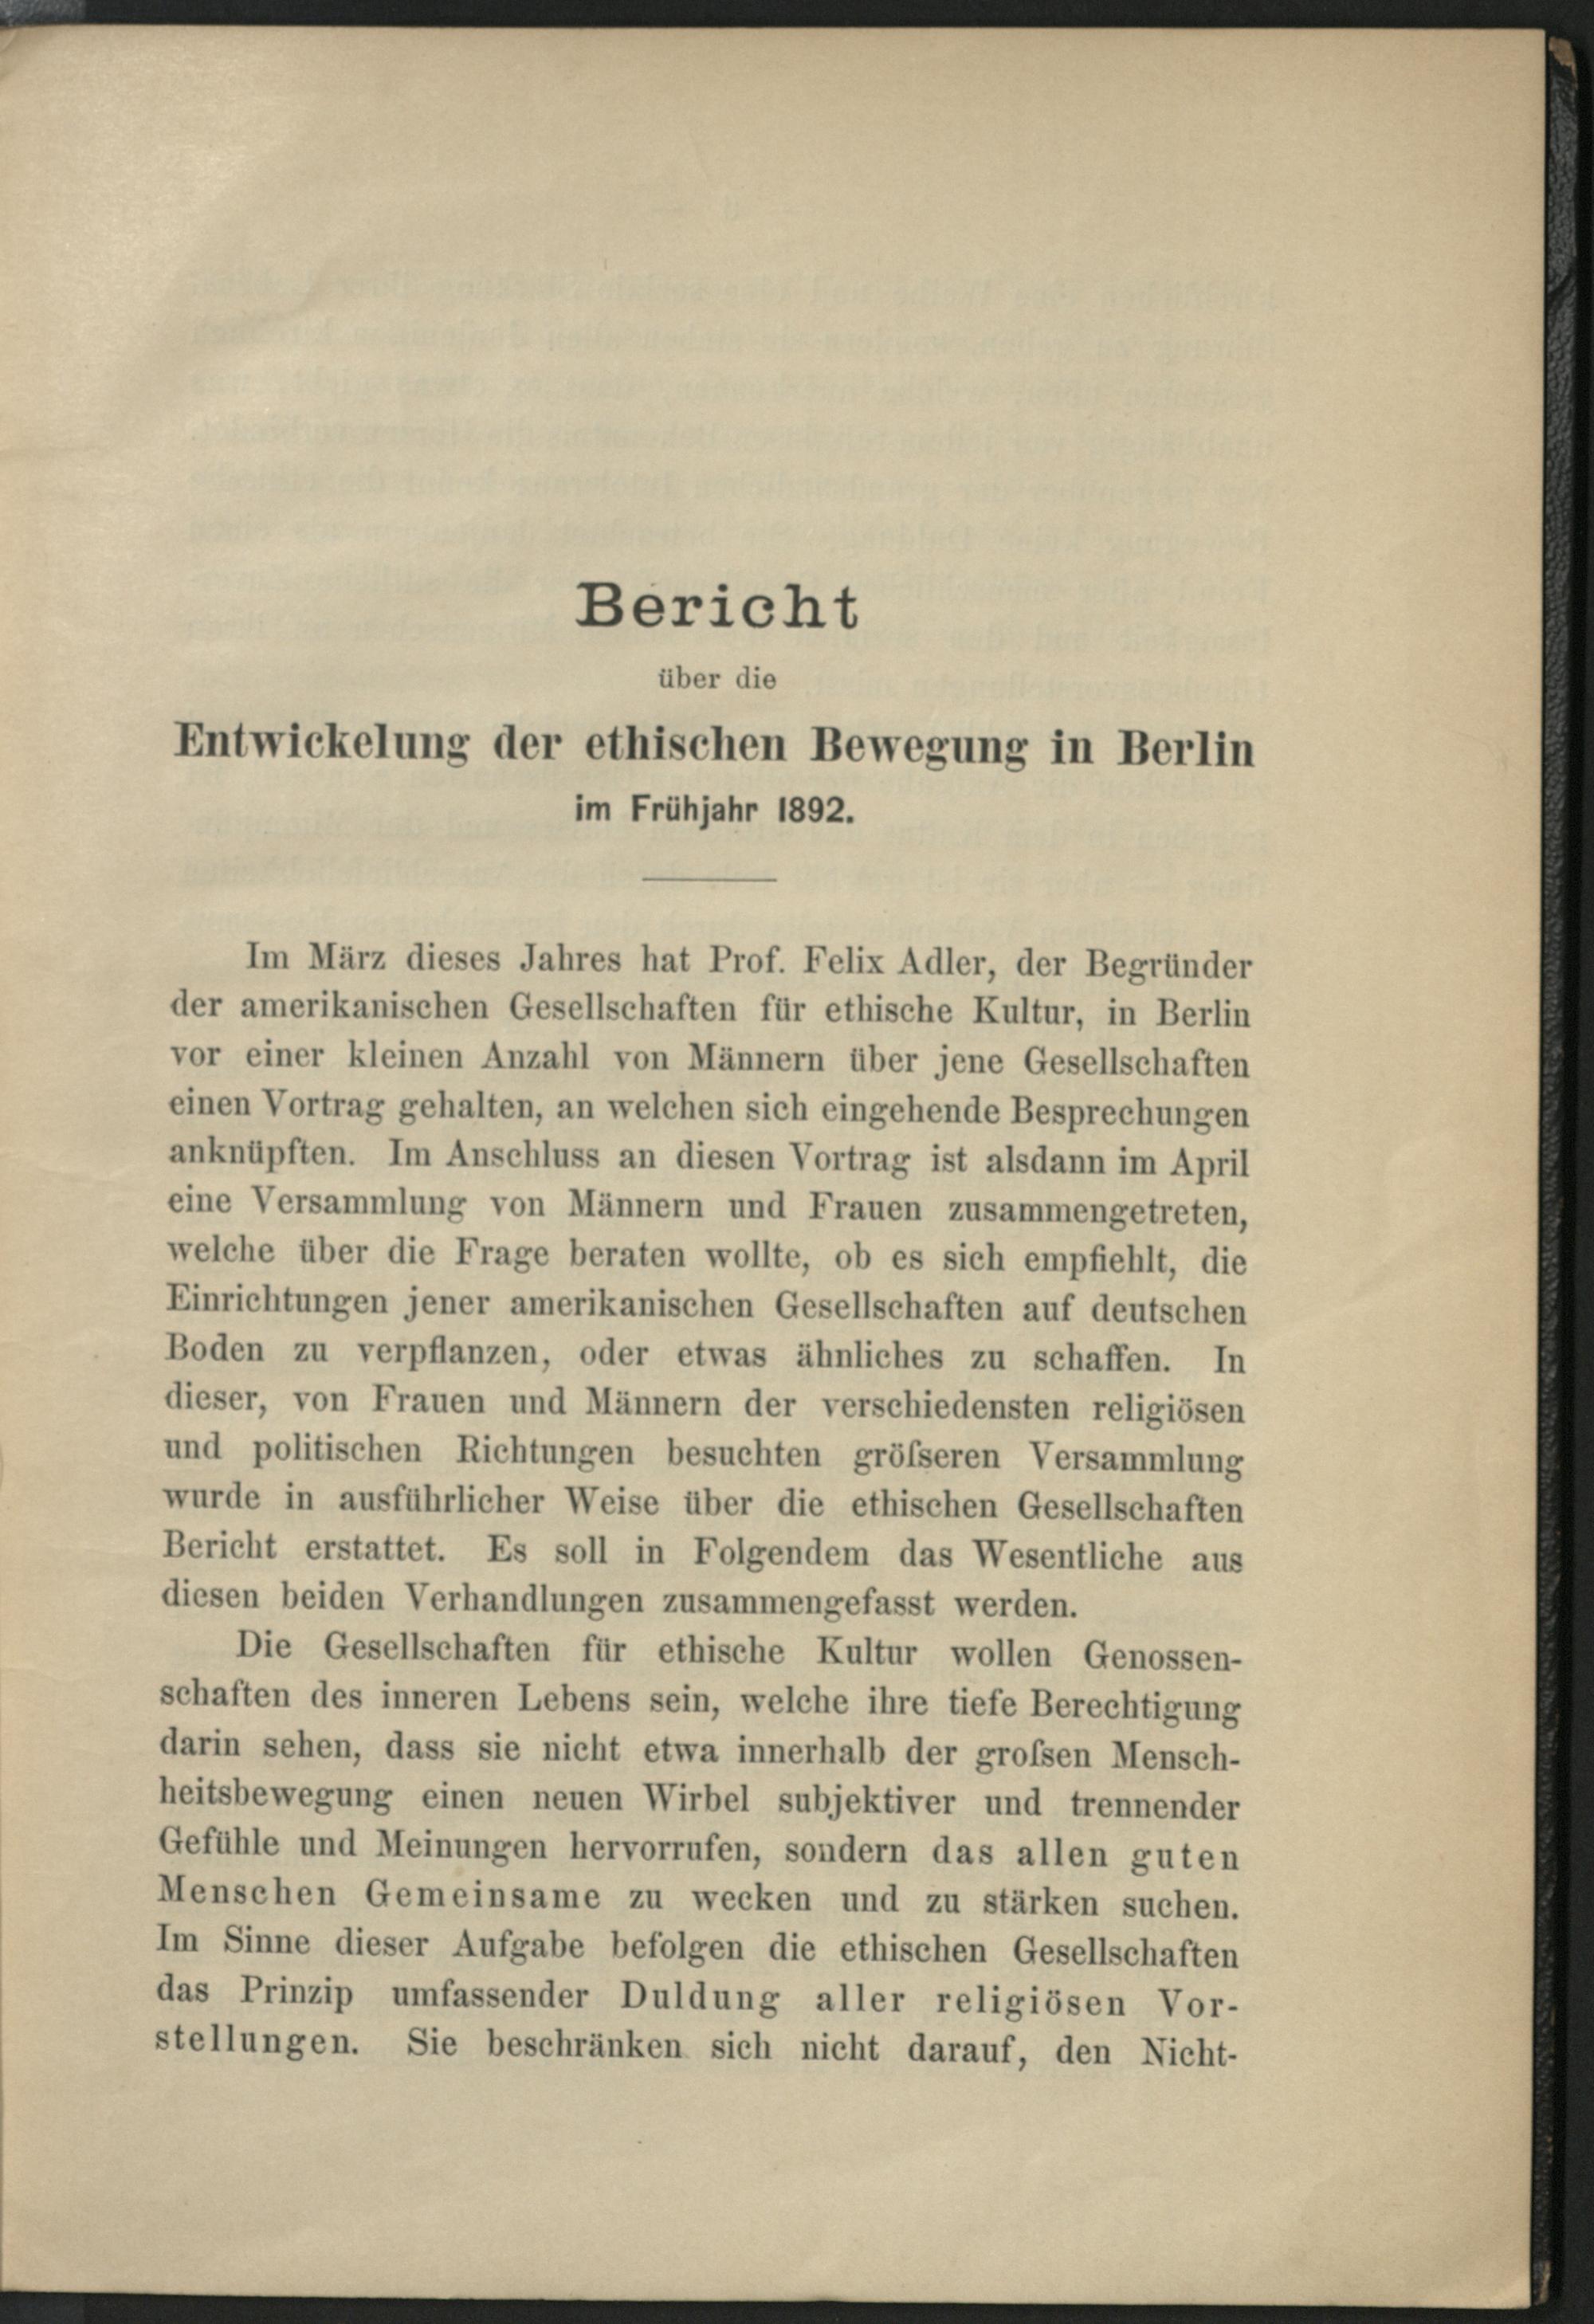 Bericht
über die
Entwickelung der ethischen Bewegung in Berlin
im Frühjahr 1892.
Im März dieses Jahres hat Prof. Felix Adler, der Begründer
der amerikanischen Gesellschaften für ethische Kultur, in Berlin
vor einer kleinen Anzahl von Männern über jene Gesellschaften
einen Vortrag gehalten, an welchen sich eingehende Besprechungen
anknüpften. Im Anschluss an diesen Vortrag ist alsdann im April
eine Versammlung von Männern und Frauen zusammengetreten,
welche über die Frage beraten wollte, ob es sich empfiehlt, die
Einrichtungen jener amerikanischen Gesellschaften auf deutschen
Boden zu verpflanzen, oder etwas ähnliches zu schaffen. In
dieser, von Frauen und Männern der verschiedensten religiösen
und politischen Richtungen besuchten gröſseren Versammlung
wurde in ausführlicher Weise über die ethischen Gesellschaften
Bericht erstattet. Es soll in Folgendem das Wesentliche aus
diesen beiden Verhandlungen zusammengefasst werden.
Die Gesellschaften für ethische Kultur wollen Genossen-
schaften des inneren Lebens sein, welche ihre tiefe Berechtigung
darin sehen, dass sie nicht etwa innerhalb der groſsen Mensch-
heitsbewegung einen neuen Wirbel subjektiver und trennender
Gefühle und Meinungen hervorrufen, sondern das allen guten
Menschen Gemeinsame zu wecken und zu stärken suchen.
Im Sinne dieser Aufgabe befolgen die ethischen Gesellschaften
das Prinzip umfassender Duldung aller religiösen Vor-
stellungen. Sie beschränken sich nicht darauf, den Nicht-